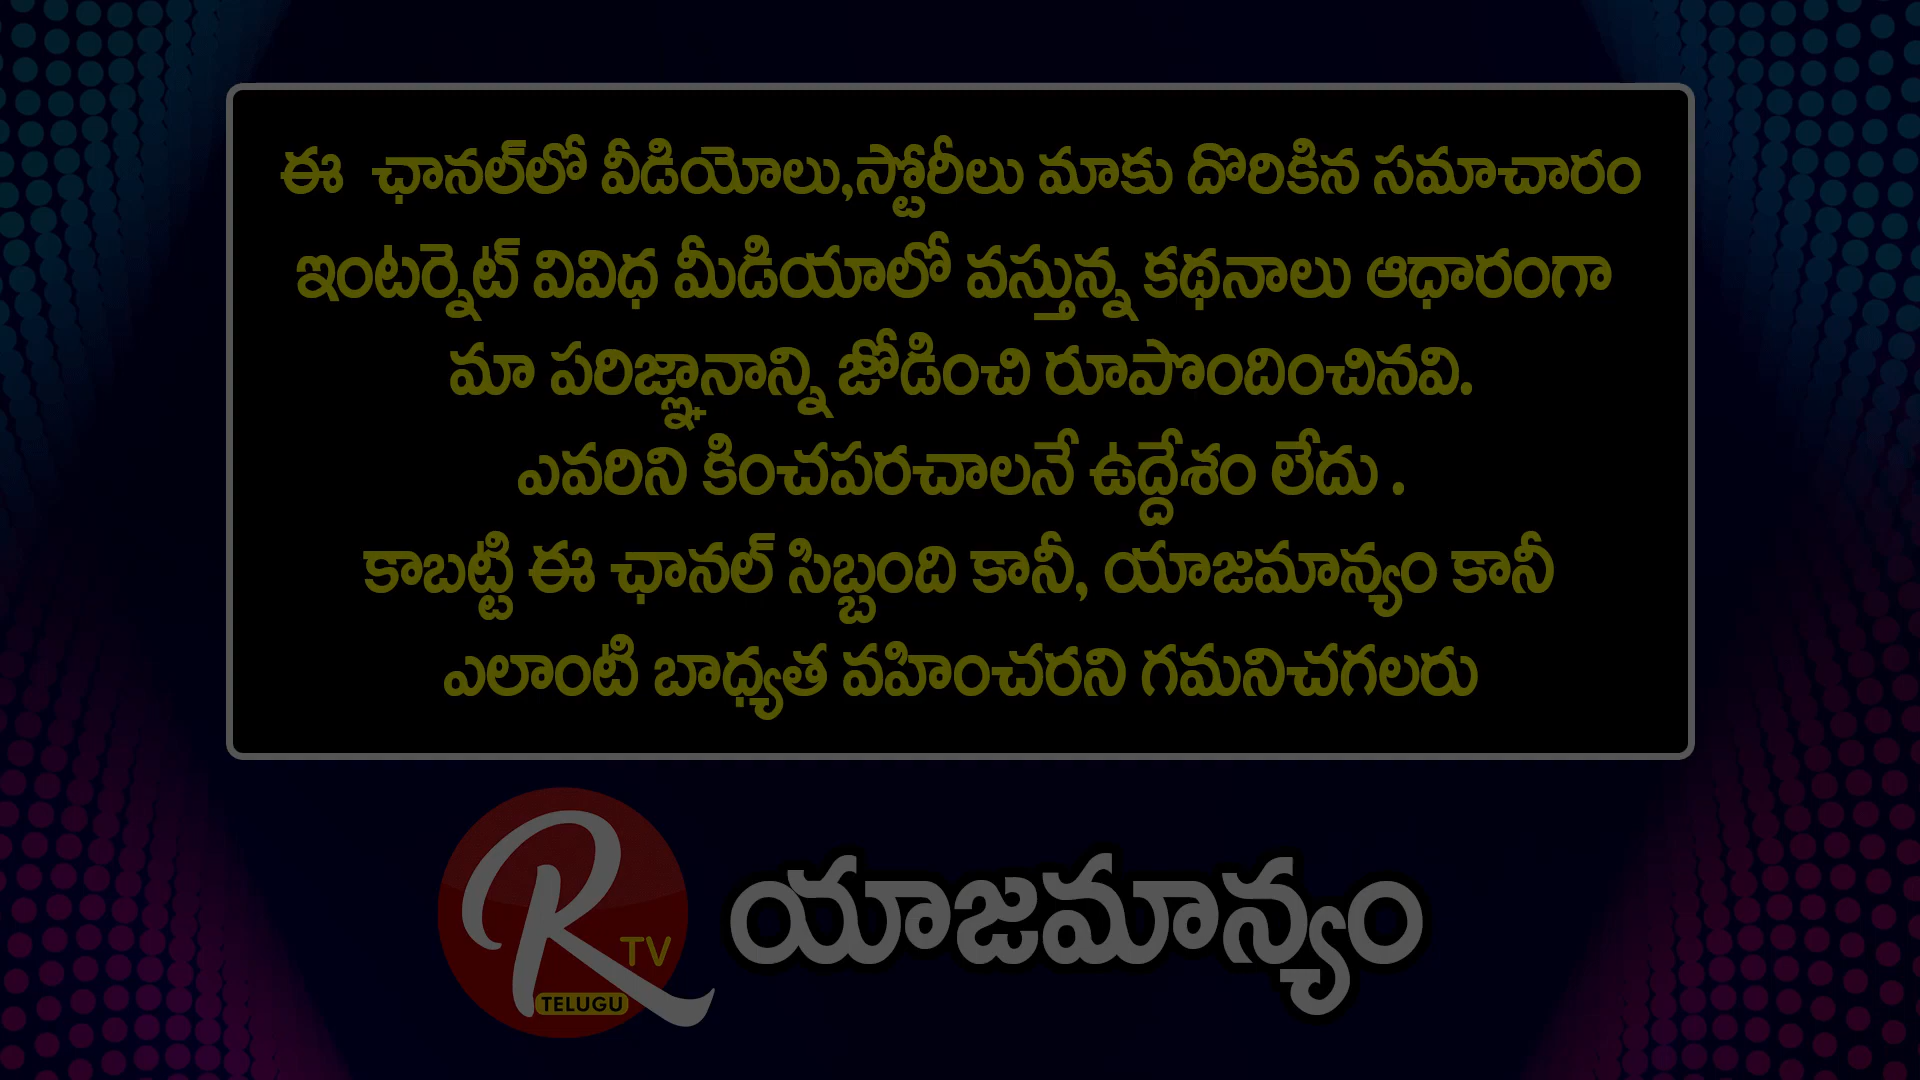 ఈ ఛానల్‌లో వీడియోలు,స్టోరీలు మాకు దొరికిన సమాచారం
ఇంటర్నెట్ వివిధ మీడియాలో వస్తున్న కథనాలు ఆధారంగా
మా పరిజ్ఞానాన్ని జోడించి రూపొందించినవి.
ఎవరిని కించపరచాలనే ఉద్దేశం లేదు .
కాబట్టి ఈ ఛానల్ సిబ్బంది కానీ, యాజమాన్యం కానీ
ఎలాంటి బాధ్యత వహించరని గమనిచగలరు
R TV
TELUGU
యాజమాన్యం